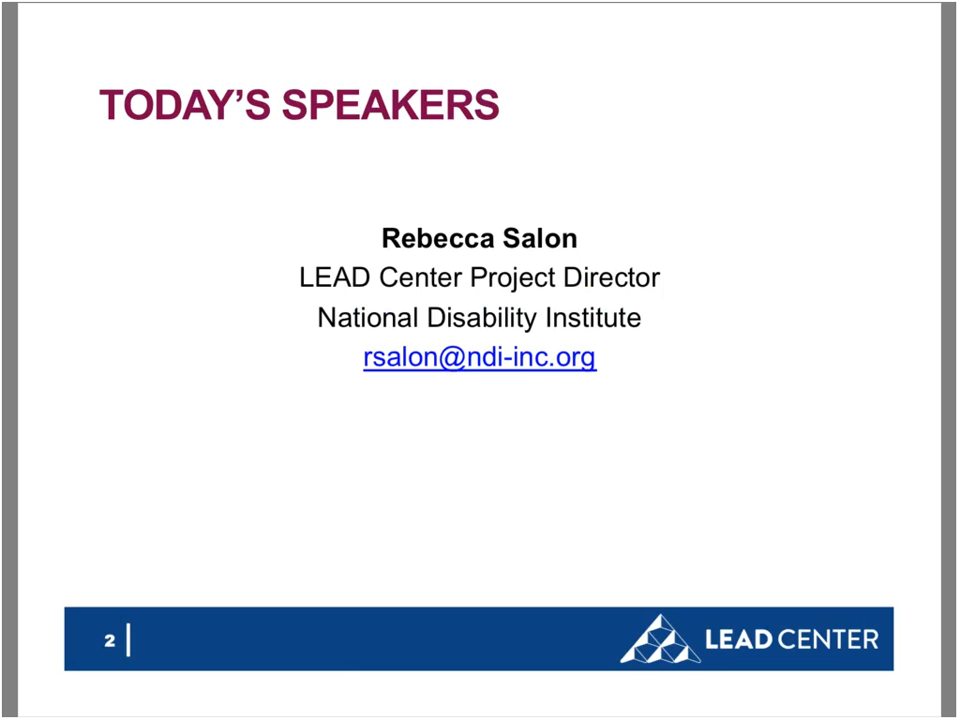 TODAY’S SPEAKERS
Rebecca Salon
LEAD Center Project Director
National Disability Institute
rsalon@ndi-inc.org
2
LEAD CENTER